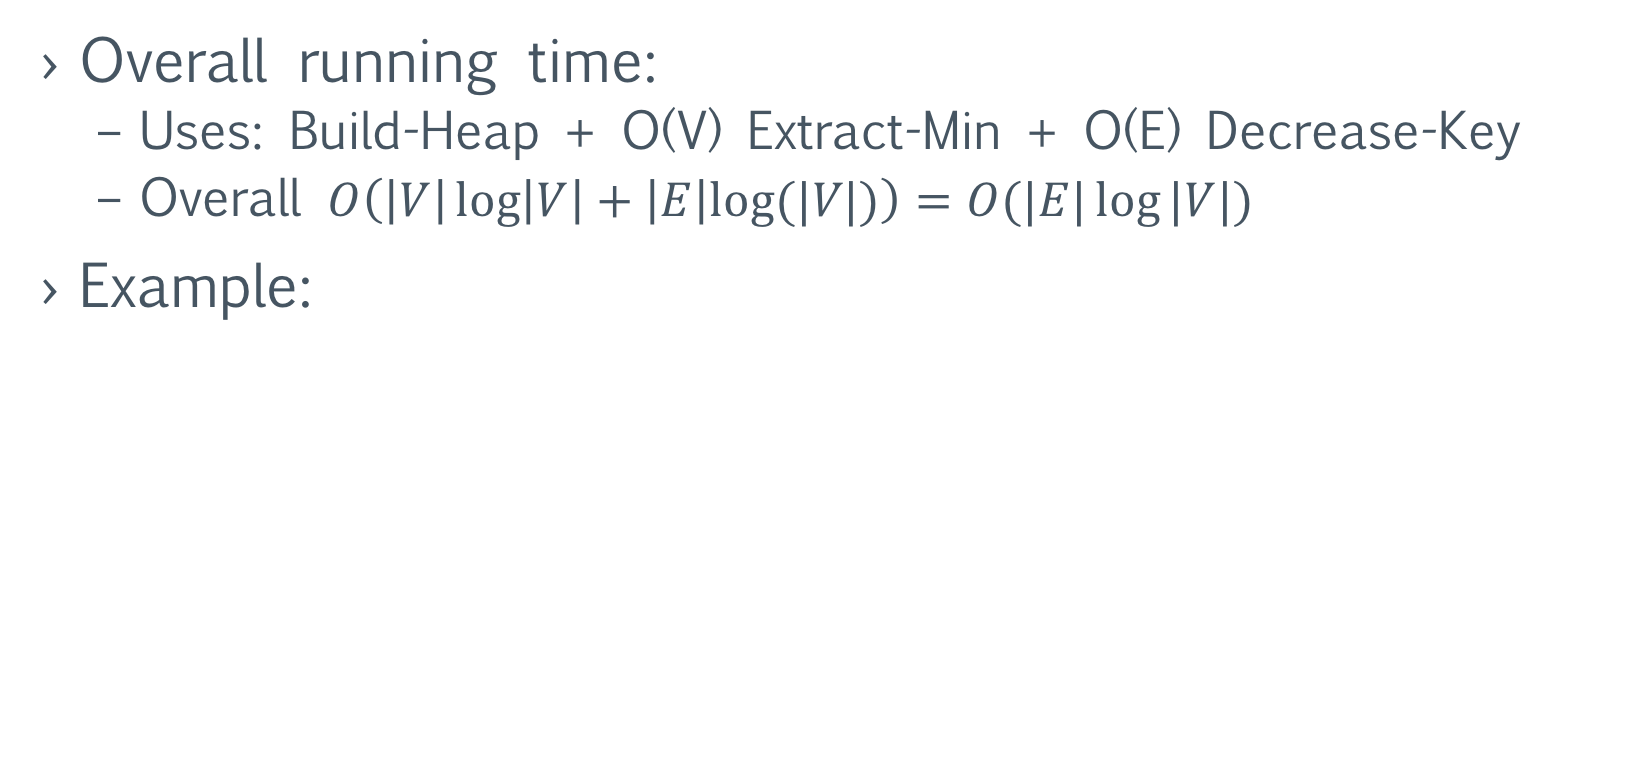 › Overall running time:
– Uses: Build-Heap + O(V) Extract-Min + O(E) Decrease-Key
– Overall 𝑂(|𝑉| log|𝑉| + |𝐸|log(|𝑉|)) = 𝑂(|𝐸| log |𝑉|)
› Example: